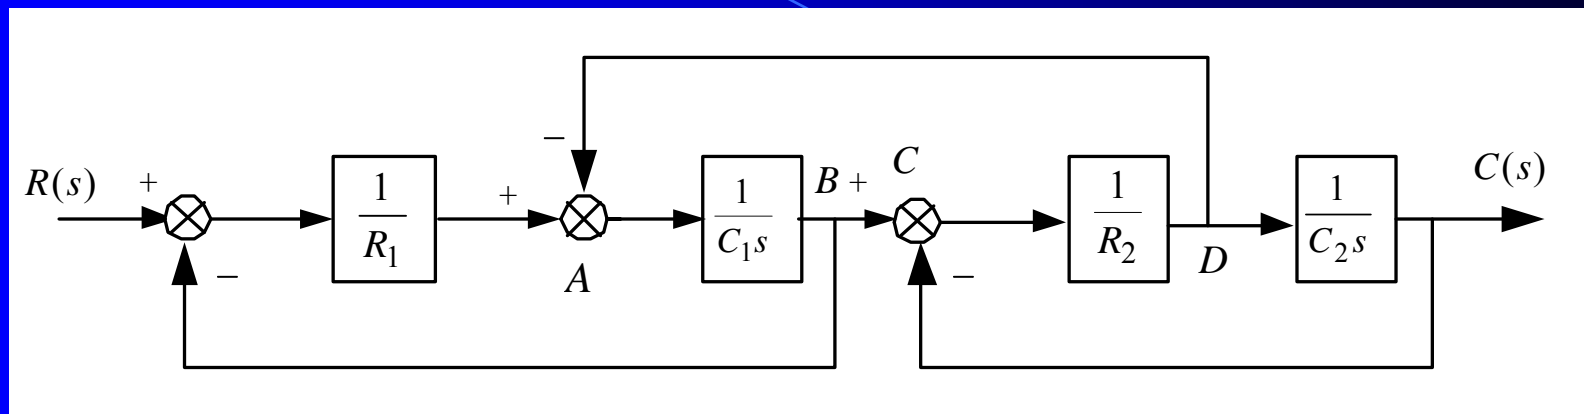 R(s)
+
−
1/R₁
+
−
A
1/(C₁s)
B +
C
−
1/R₂
D
1/(C₂s)
C(s)